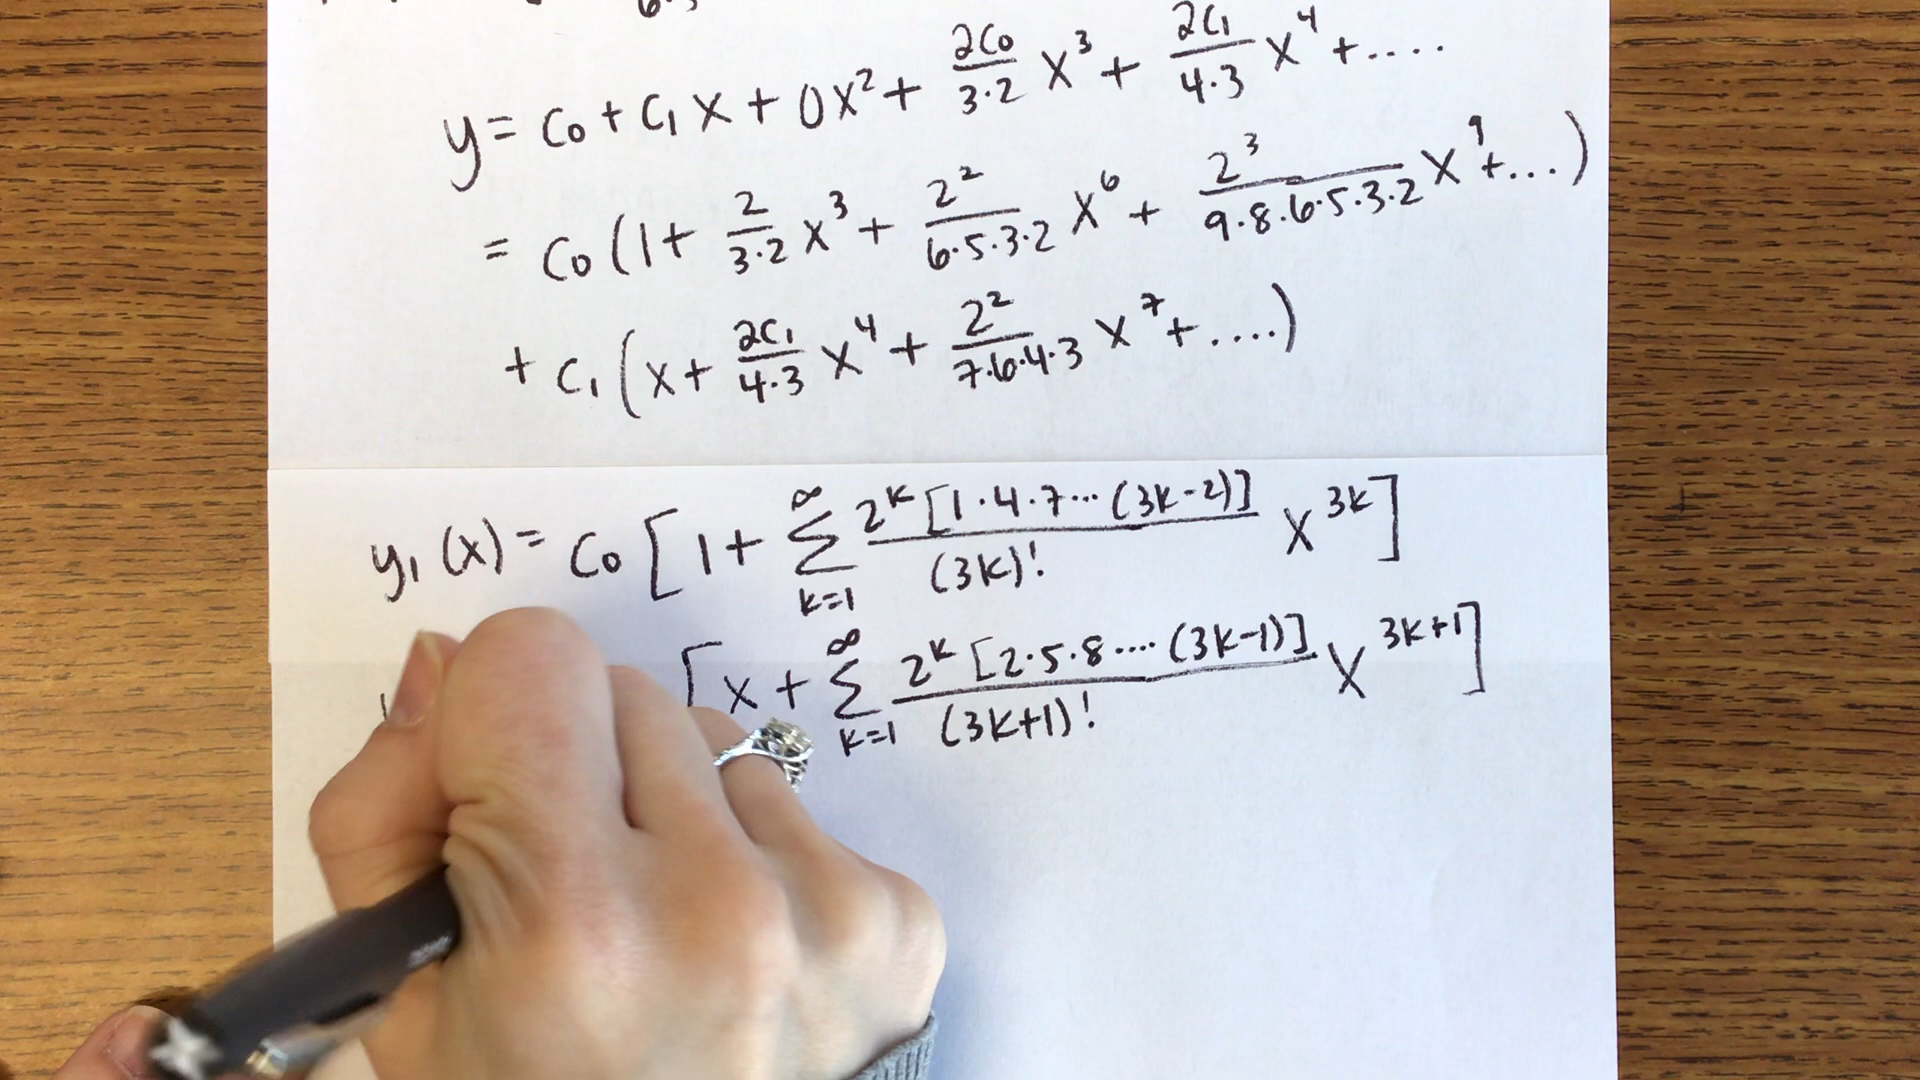 y = c₀ + c₁x + 0x² + 2c₀/(3·2) x³ + 2c₁/(4·3) x⁴ + ....
= c₀(1 + 2/(3·2) x³ + 2²/(6·5·3·2) x⁶ + 2³/(9·8·6·5·3·2) x⁹ + ...)
+ c₁(x + 2c₁/(4·3) x⁴ + 2²/(7·6·4·3) x⁷ + ....)
y₁(x) = c₀[1 + ∑_{k=1}^{∞} 2^k[1·4·7···(3k-2)]/(3k)! x^{3k}]
[x + ∑_{k=1}^{∞} 2^k[2·5·8····(3k-1)]/(3k+1)! x^{3k+1}]